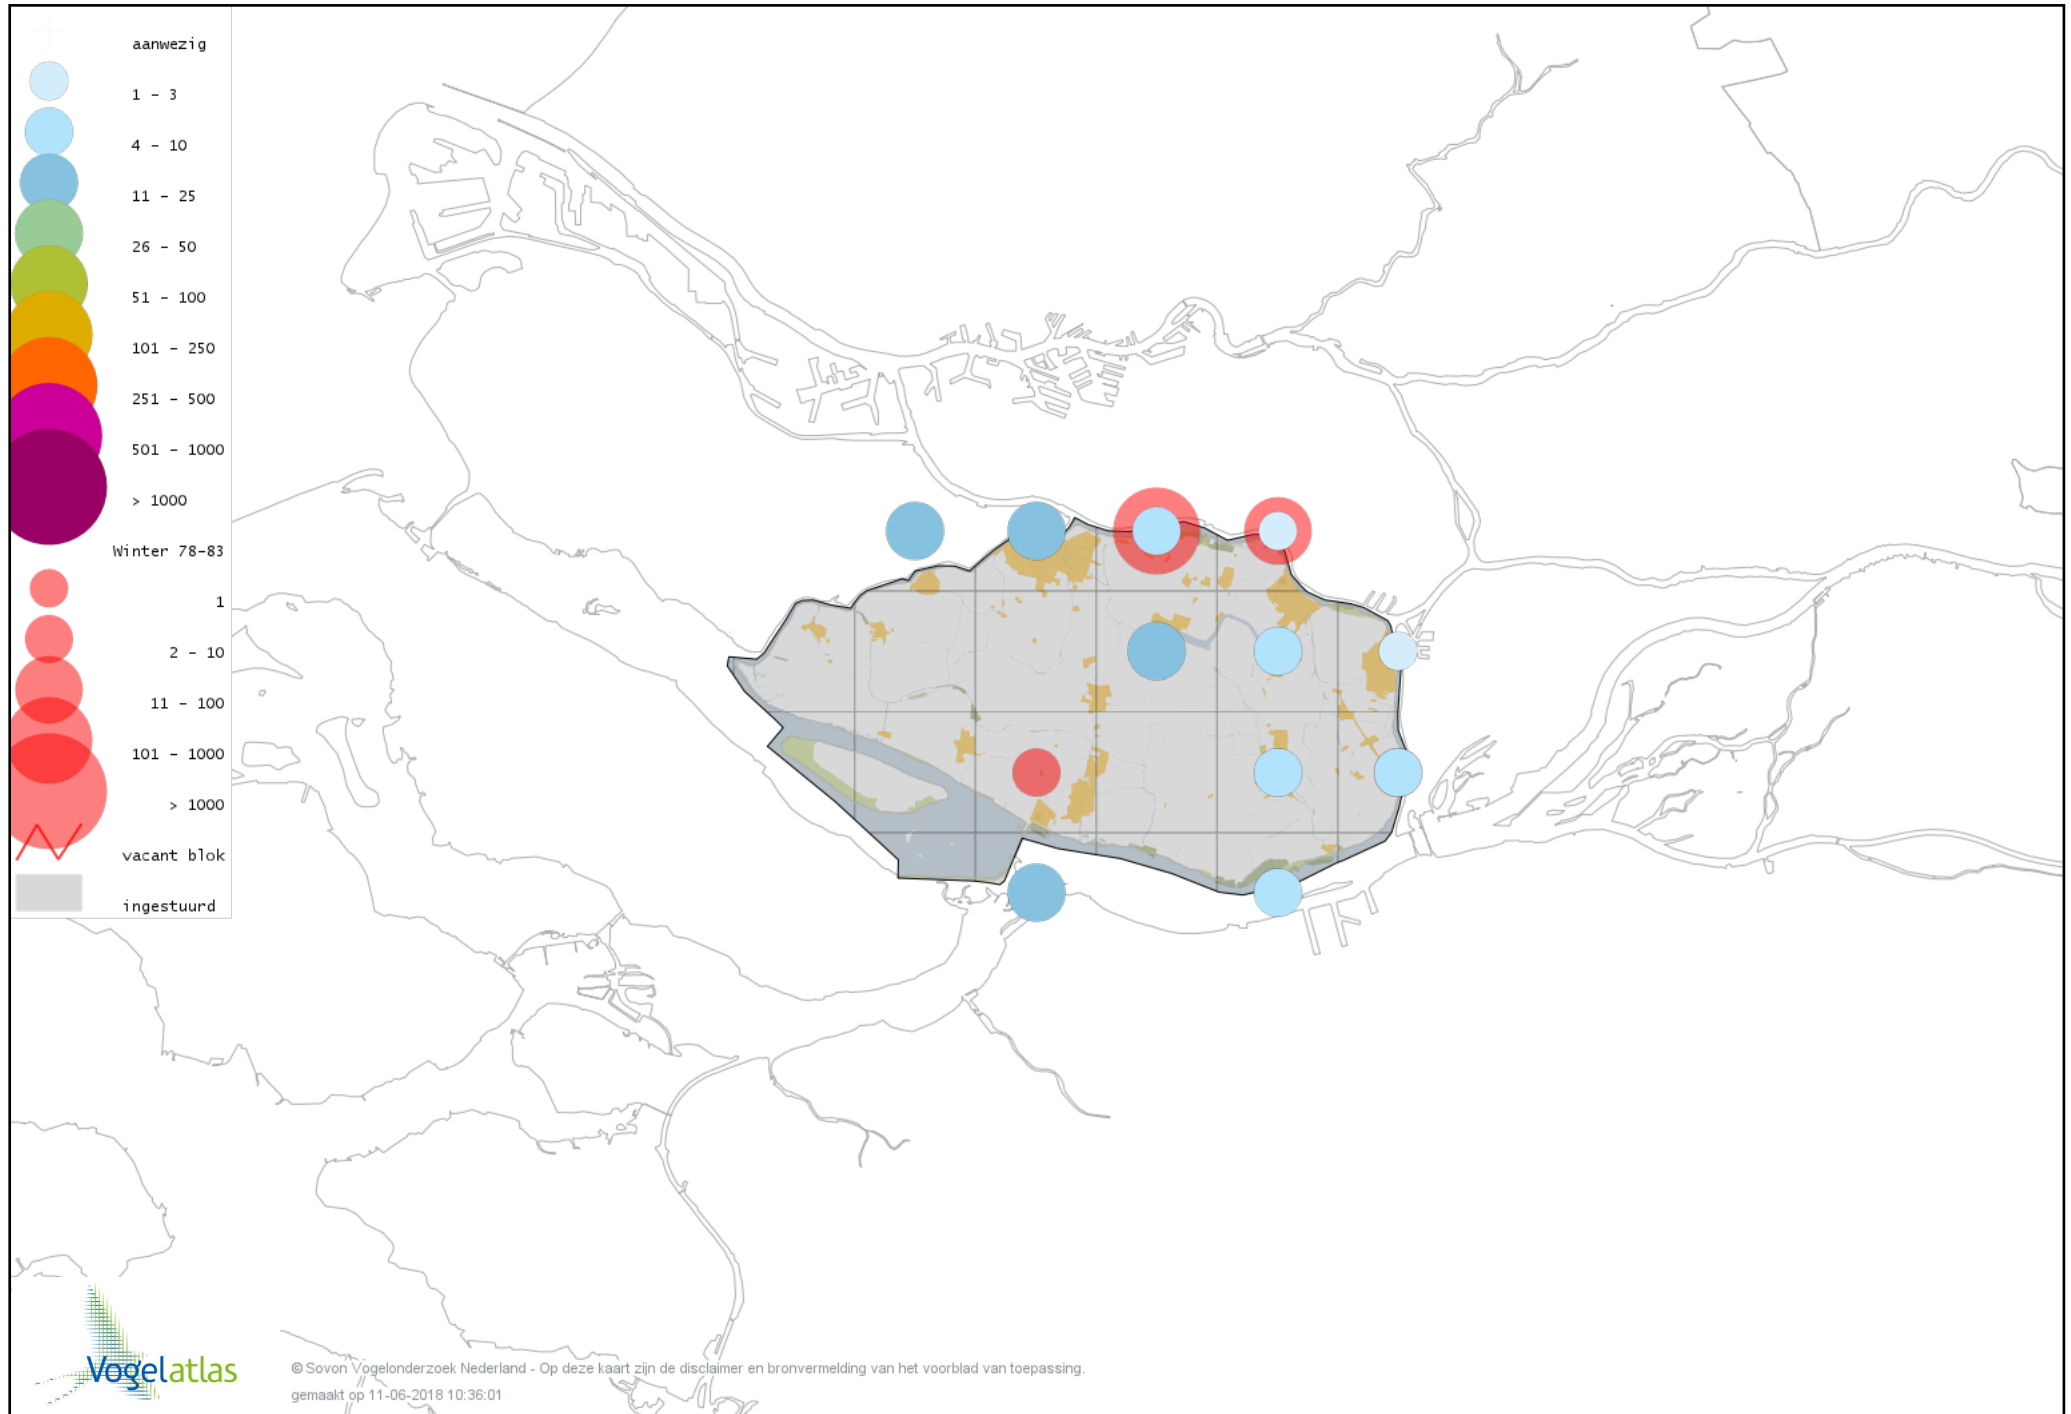 aanwezig
1 - 3
4 - 10
11 - 25
26 - 50
51 - 100
101 - 250
251 - 500
501 - 1000
> 1000
Winter 78-83
1
2 - 10
11 - 100
101 - 1000
> 1000
vacant blok
ingestuurd
Vogelatlas
© Sovon Vogelonderzoek Nederland - Op deze kaart zijn de disclaimer en bronvermelding van het voorblad van toepassing.
gemaakt op 11-06-2018 10:36:01